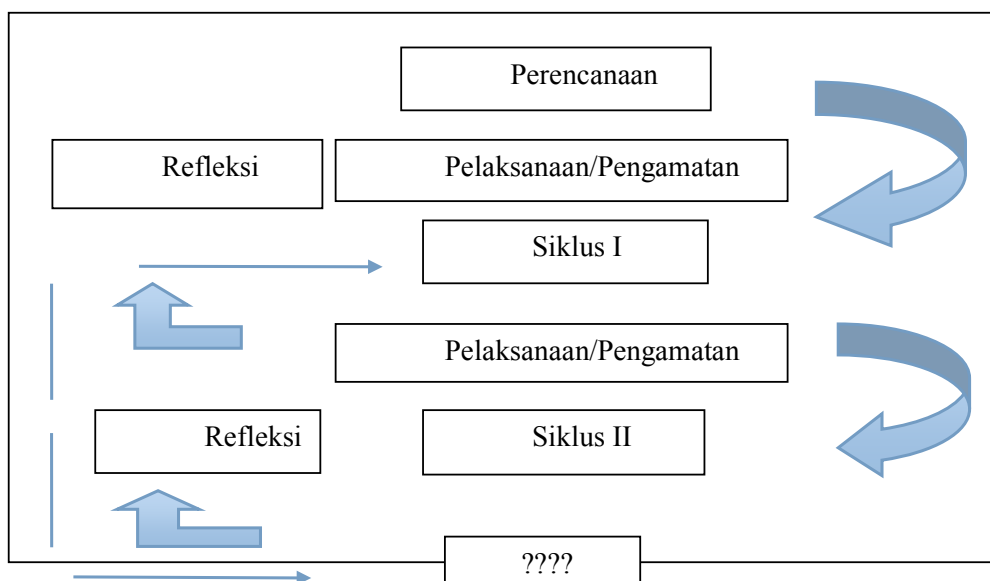 Perencanaan
Refleksi
Pelaksanaan/Pengamatan
Siklus I
Pelaksanaan/Pengamatan
Refleksi
Siklus II
????